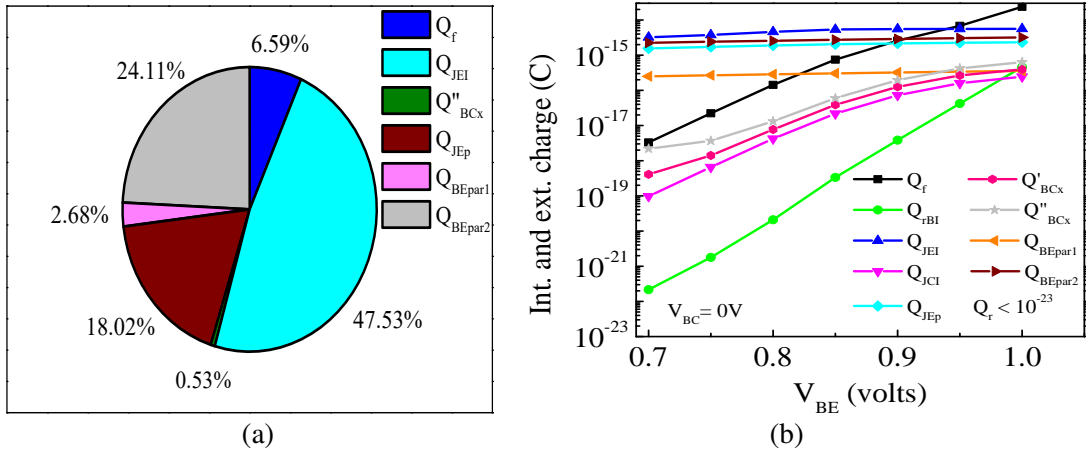 Q_f
6.59%
Q_JEI
24.11%
Q"_BCx
Q_JEp
Q_BEpar1
2.68%
Q_BEpar2
18.02%
47.53%
0.53%
(a)
Int. and ext. charge (C)
10^-15
10^-17
10^-19
10^-21
10^-23
Q_f
Q'_BCx
Q_rBI
Q"_BCx
Q_JEI
Q_BEpar1
Q_JCI
Q_BEpar2
Q_JEp
Q_r < 10^-23
V_BC= 0V
0.7 0.8 0.9 1.0
V_BE (volts)
(b)